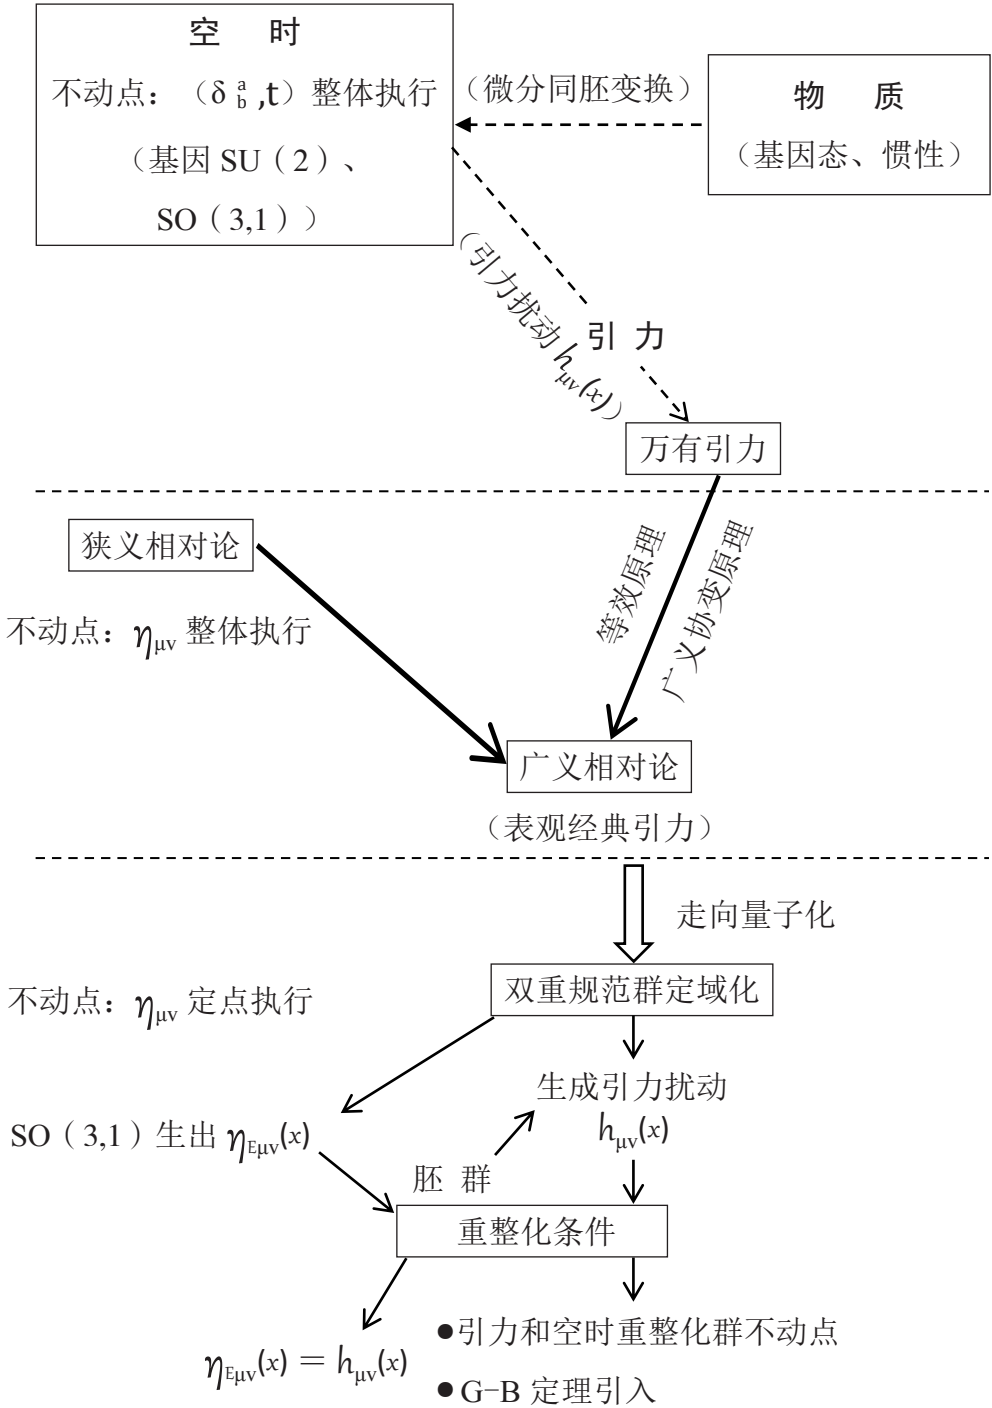 空 时
不动点：（δ a b ,t）整体执行
（基因 SU（2）、
SO（3,1））
（微分同胚变换）
物 质
（基因态、惯性）
（引力扰动 hμν(x)）
引 力
万有引力
狭义相对论
不动点：ημν 整体执行
等效原理
广义协变原理
广义相对论
（表观经典引力）
走向量子化
双重规范群定域化
不动点：ημν 定点执行
生成引力扰动
hμν(x)
SO（3,1）生出 ηEμν(x)
胚 群
重整化条件
ηEμν(x) = hμν(x)
●引力和空时重整化群不动点
●G-B 定理引入